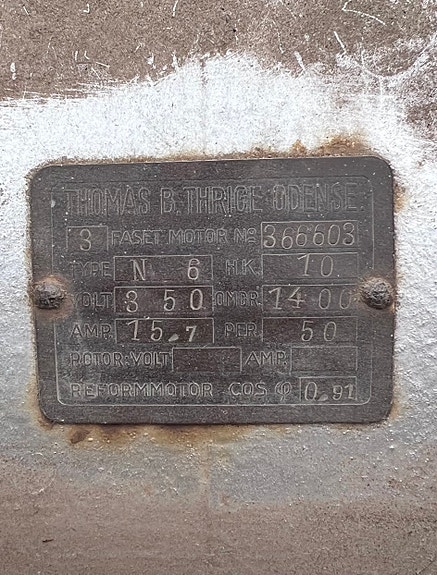 THOMAS B. THRIGE ODENSE
3 FASET MOTOR No 366603
TYPE N 6 H.K. 10
VOLT 350 OMDR. 1400
AMP. 15.7 PER. 50
ROTOR: VOLT AMP.
REFORMMOTOR COS φ 0.91